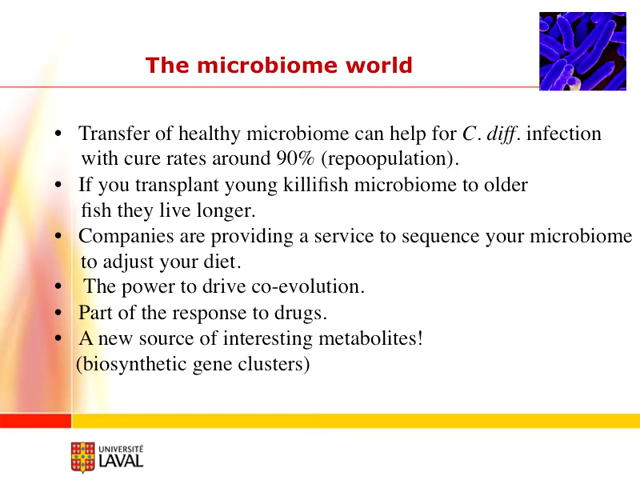 The microbiome world
• Transfer of healthy microbiome can help for C. diff. infection
with cure rates around 90% (repoopulation).
• If you transplant young killifish microbiome to older
fish they live longer.
• Companies are providing a service to sequence your microbiome
to adjust your diet.
• The power to drive co-evolution.
• Part of the response to drugs.
• A new source of interesting metabolites!
(biosynthetic gene clusters)
UNIVERSITÉ
LAVAL